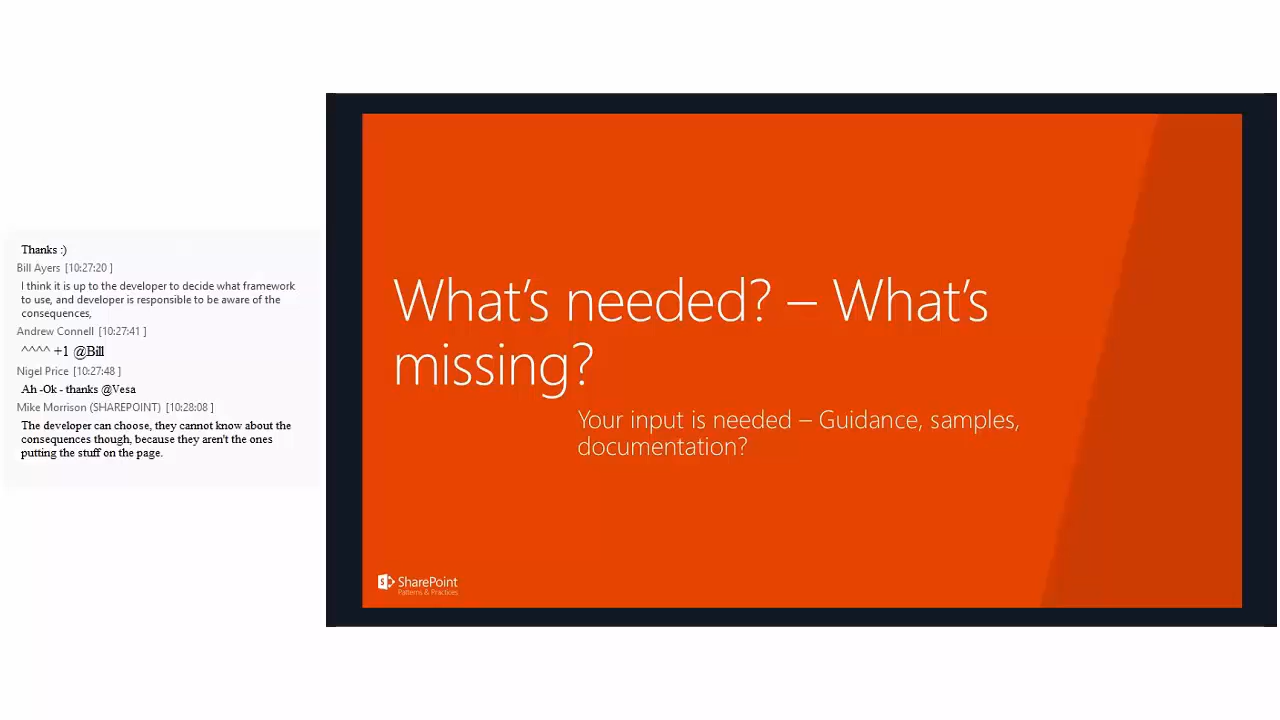 Thanks :)
Bill Ayers [10:27:20 ]
I think it is up to the developer to decide what framework
to use, and developer is responsible to be aware of the
consequences,
Andrew Connell [10:27:41 ]
^^^^ +1 @Bill
Nigel Price [10:27:48 ]
Ah -Ok - thanks @Vesa
Mike Morrison (SHAREPOINT) [10:28:08 ]
The developer can choose, they cannot know about the
consequences though, because they aren't the ones
putting the stuff on the page.
What's needed? – What's
missing?
Your input is needed – Guidance, samples,
documentation?
SharePoint
Patterns & Practices